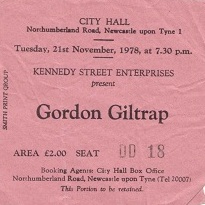 CITY HALL
Northumberland Road, Newcastle upon Tyne 1
Tuesday, 21st November, 1978, at 7.30 p.m.
KENNEDY STREET ENTERPRISES
present
Gordon Giltrap
AREA £2.00 SEAT DD 18
Booking Agents: City Hall Box Office
Northumberland Road, Newcastle upon Tyne (Tel 20007)
This Portion to be retained.
SMITH PRINT GROUP